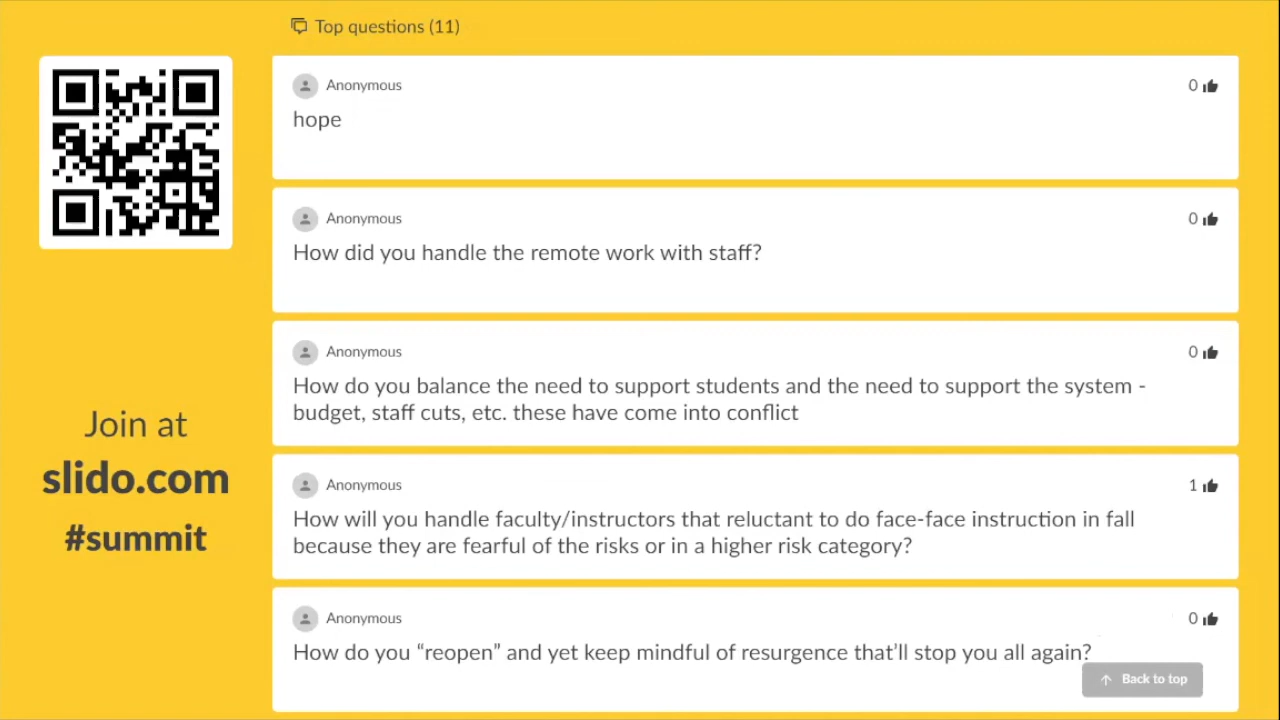 Top questions (11)
Anonymous
0
hope
Anonymous
0
How did you handle the remote work with staff?
Anonymous
0
How do you balance the need to support students and the need to support the system -
budget, staff cuts, etc. these have come into conflict
Anonymous
1
How will you handle faculty/instructors that reluctant to do face-face instruction in fall
because they are fearful of the risks or in a higher risk category?
Anonymous
0
How do you “reopen” and yet keep mindful of resurgence that’ll stop you all again?
Back to top
Join at
slido.com
#summit